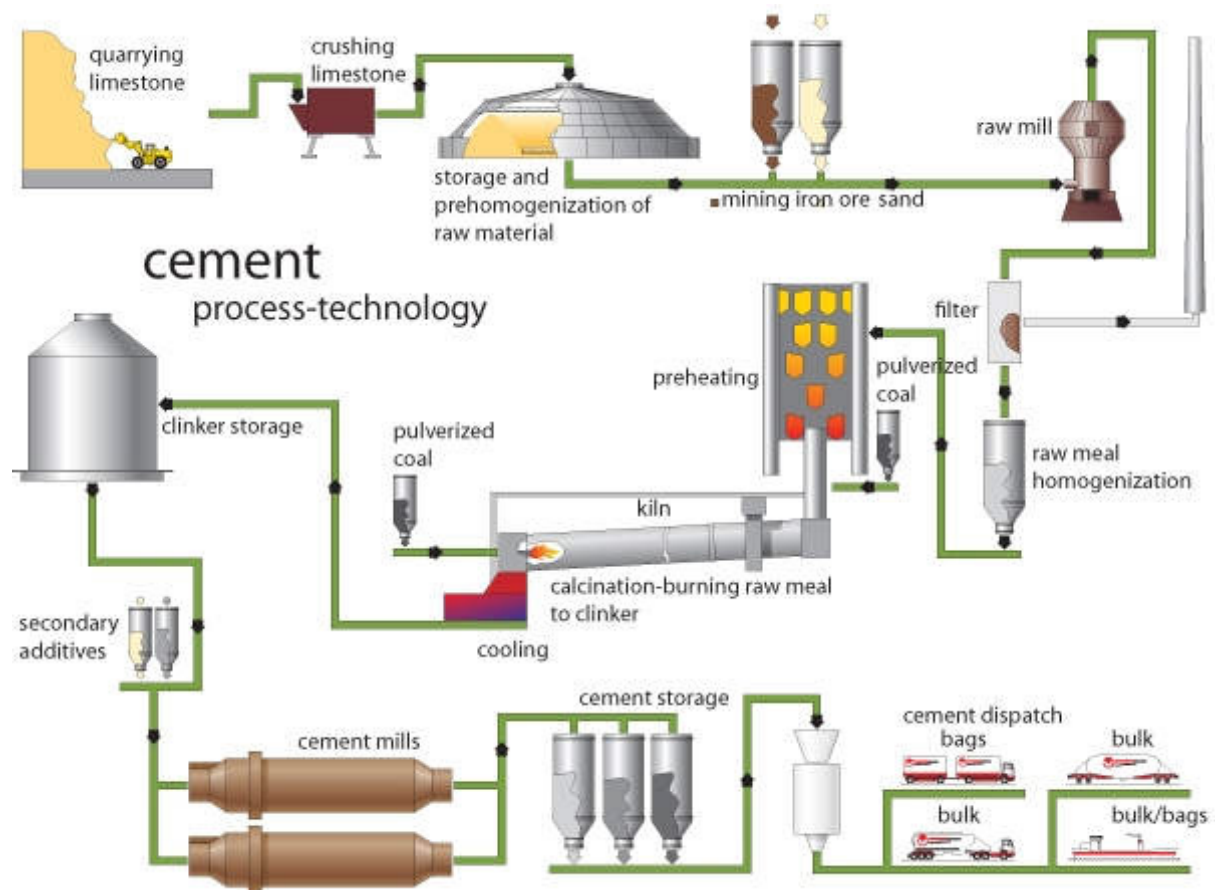 quarrying
limestone
crushing
limestone
storage and
prehomogenization of
raw material
mining iron ore sand
raw mill
cement
process-technology
filter
preheating
pulverized
coal
raw meal
homogenization
clinker storage
pulverized
coal
kiln
calcination-burning raw meal
to clinker
cooling
secondary
additives
cement mills
cement storage
cement dispatch
bags
bulk
bulk
bulk/bags